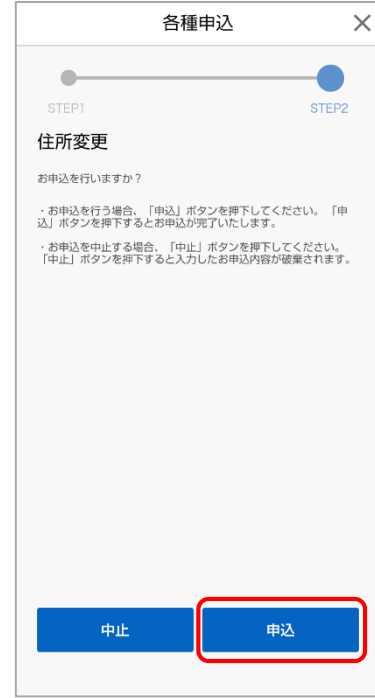 各種申込
STEP1
STEP2
住所変更
お申込を行いますか？
・お申込を行う場合、「申込」ボタンを押下してください。「申
込」ボタンを押下するとお申込が完了いたします。
・お申込を中止する場合、「中止」ボタンを押下してください。
「中止」ボタンを押下すると入力したお申込内容が破棄されます。
中止
申込